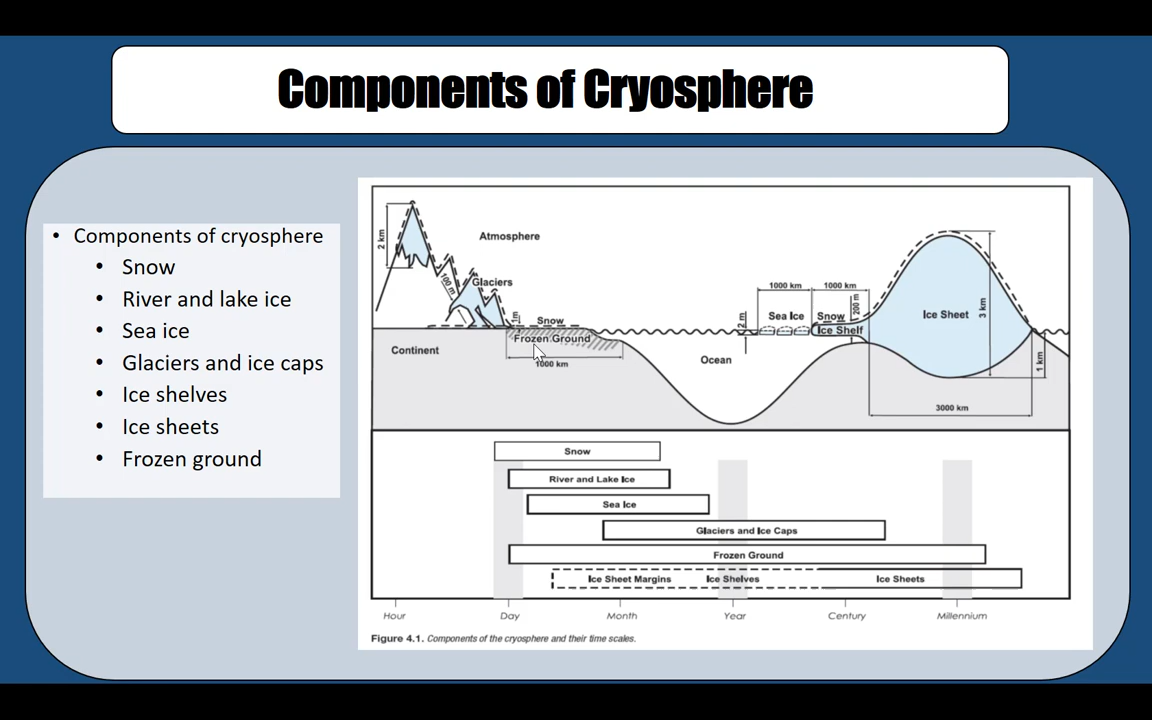 Components of Cryosphere
• Components of cryosphere
• Snow
• River and lake ice
• Sea ice
• Glaciers and ice caps
• Ice shelves
• Ice sheets
• Frozen ground
2 km
Atmosphere
100 m
Glaciers
1m
Snow
Frozen Ground
1000 km
Continent
Ocean
2 m
1000 km
Sea Ice
1000 km
Snow
200 m
Ice Shelf
Ice Sheet
3 km
1 km
3000 km
Snow
River and Lake Ice
Sea Ice
Glaciers and Ice Caps
Frozen Ground
Ice Sheet Margins Ice Shelves Ice Sheets
Hour Day Month Year Century Millennium
Figure 4.1. Components of the cryosphere and their time scales.